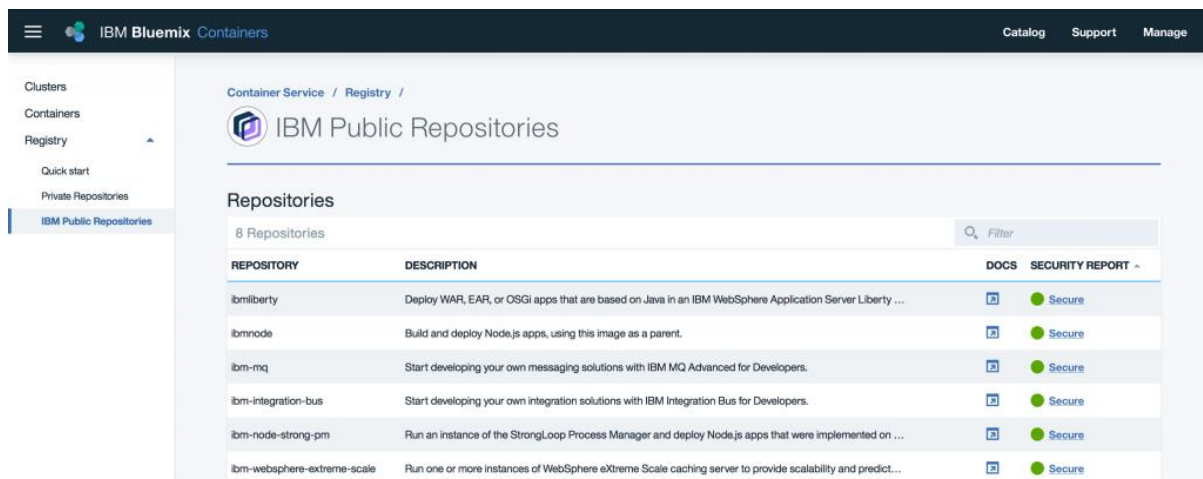 IBM Bluemix Containers
Catalog Support Manage
Clusters
Containers
Registry
Quick start
Private Repositories
IBM Public Repositories
Container Service / Registry /
IBM Public Repositories
Repositories
8 Repositories
Filter
REPOSITORY DESCRIPTION DOCS SECURITY REPORT
ibmliberty Deploy WAR, EAR, or OSGi apps that are based on Java in an IBM WebSphere Application Server Liberty ... Secure
ibmnode Build and deploy Node.js apps, using this image as a parent. Secure
ibm-mq Start developing your own messaging solutions with IBM MQ Advanced for Developers. Secure
ibm-integration-bus Start developing your own integration solutions with IBM Integration Bus for Developers. Secure
ibm-node-strong-pm Run an instance of the StrongLoop Process Manager and deploy Node.js apps that were implemented on ... Secure
ibm-websphere-extreme-scale Run one or more instances of WebSphere eXtreme Scale caching server to provide scalability and predict... Secure